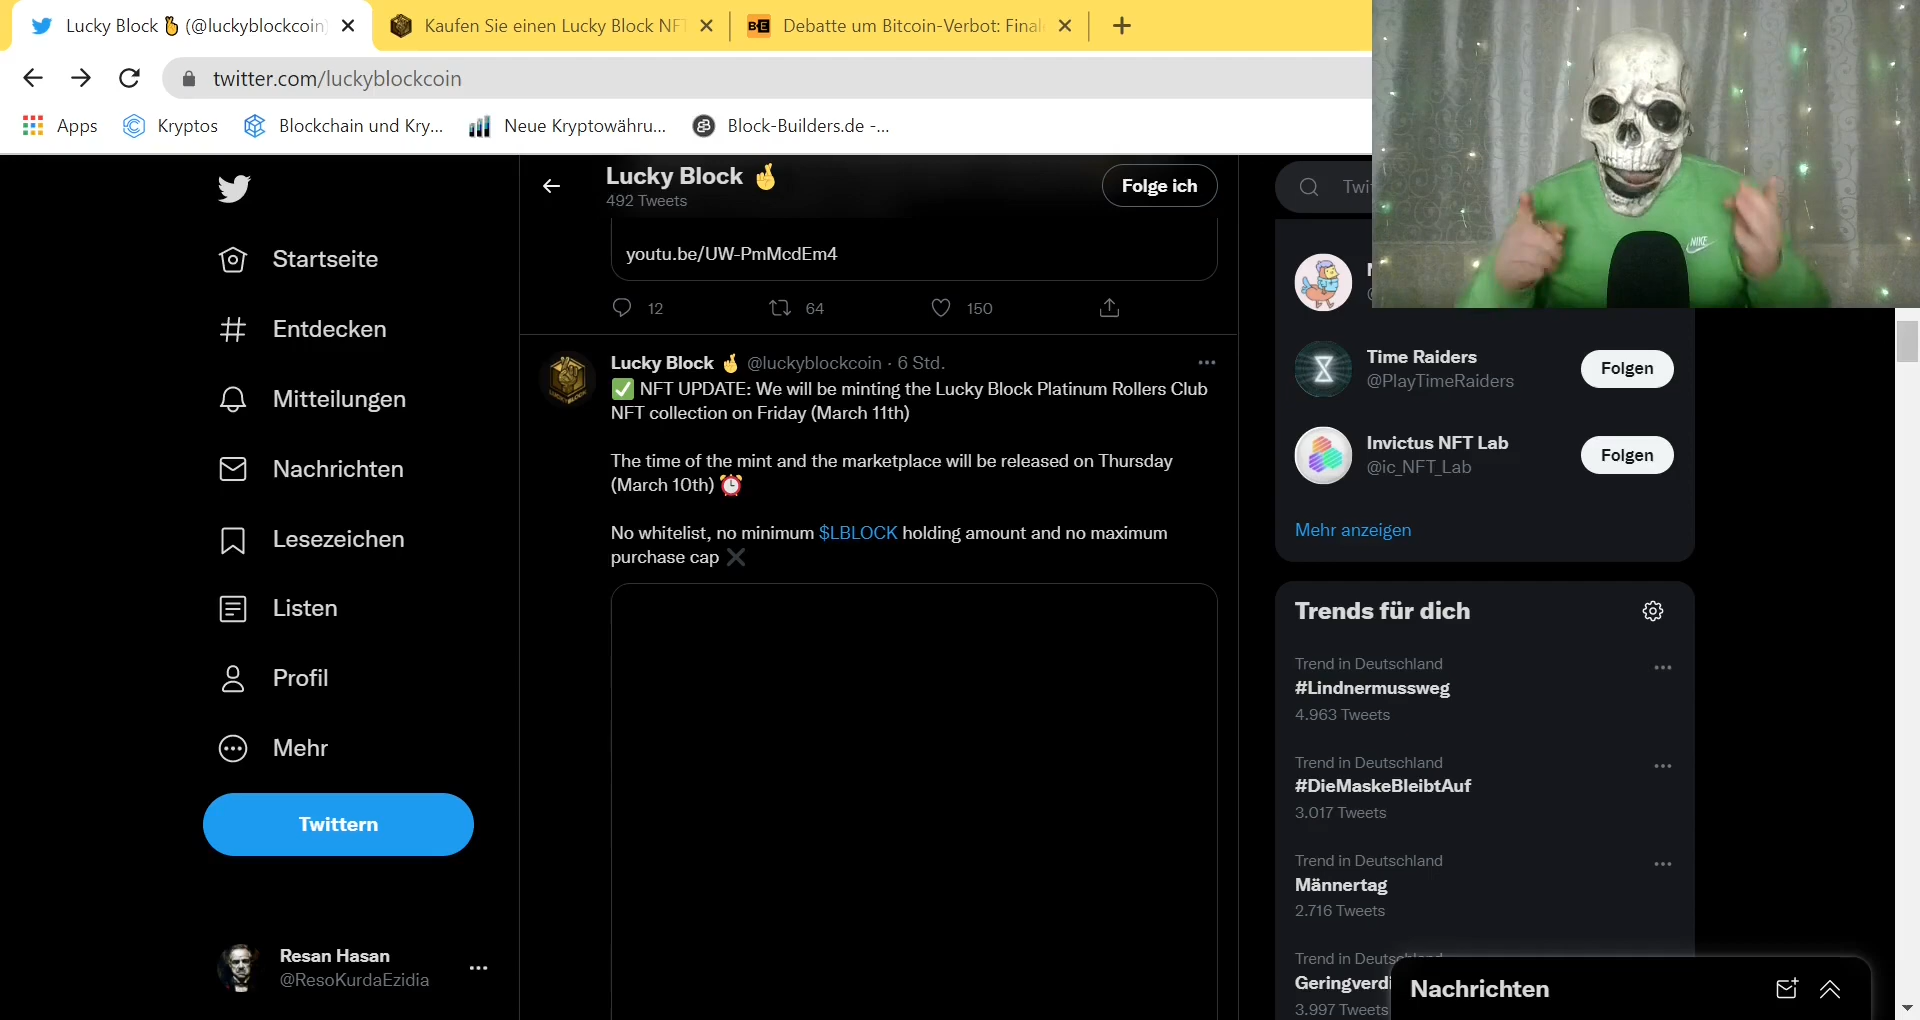 Lucky Block (@luckyblockcoin)
Kaufen Sie einen Lucky Block NFT
Debatte um Bitcoin-Verbot: Final
twitter.com/luckyblockcoin
Apps
Kryptos
Blockchain und Kry...
Neue Kryptowähru...
Block-Builders.de -...
Lucky Block
492 Tweets
Folge ich
youtu.be/UW-PmMcdEm4
12
64
150
Lucky Block @luckyblockcoin · 6 Std.
✅ NFT UPDATE: We will be minting the Lucky Block Platinum Rollers Club
NFT collection on Friday (March 11th)
The time of the mint and the marketplace will be released on Thursday
(March 10th) ⏰
No whitelist, no minimum $LBLOCK holding amount and no maximum
purchase cap ❌
Startseite
Entdecken
Mitteilungen
Nachrichten
Lesezeichen
Listen
Profil
Mehr
Twittern
Resan Hasan
@ResoKurdaEzidia
NIKE
Time Raiders
@PlayTimeRaiders
Folgen
Invictus NFT Lab
@ic_NFT_Lab
Folgen
Mehr anzeigen
Trends für dich
Trend in Deutschland
#Lindnermussweg
4.963 Tweets
Trend in Deutschland
#DieMaskeBleibtAuf
3.017 Tweets
Trend in Deutschland
Männertag
2.716 Tweets
Trend in
3.997 Tweets
Nachrichten